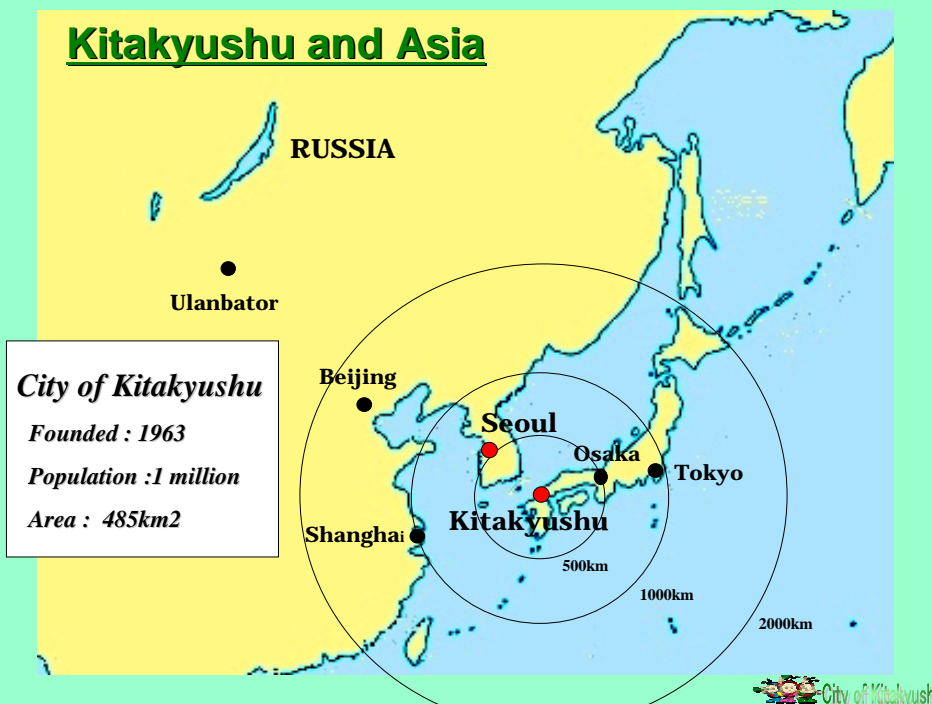 Kitakyushu and Asia
RUSSIA
Ulanbator
City of Kitakyushu
Founded : 1963
Population :1 million
Area :  485km2
Beijing
Seoul
Osaka
Tokyo
Kitakyushu
Shanghai
500km
1000km
2000km
City of Kitakyush